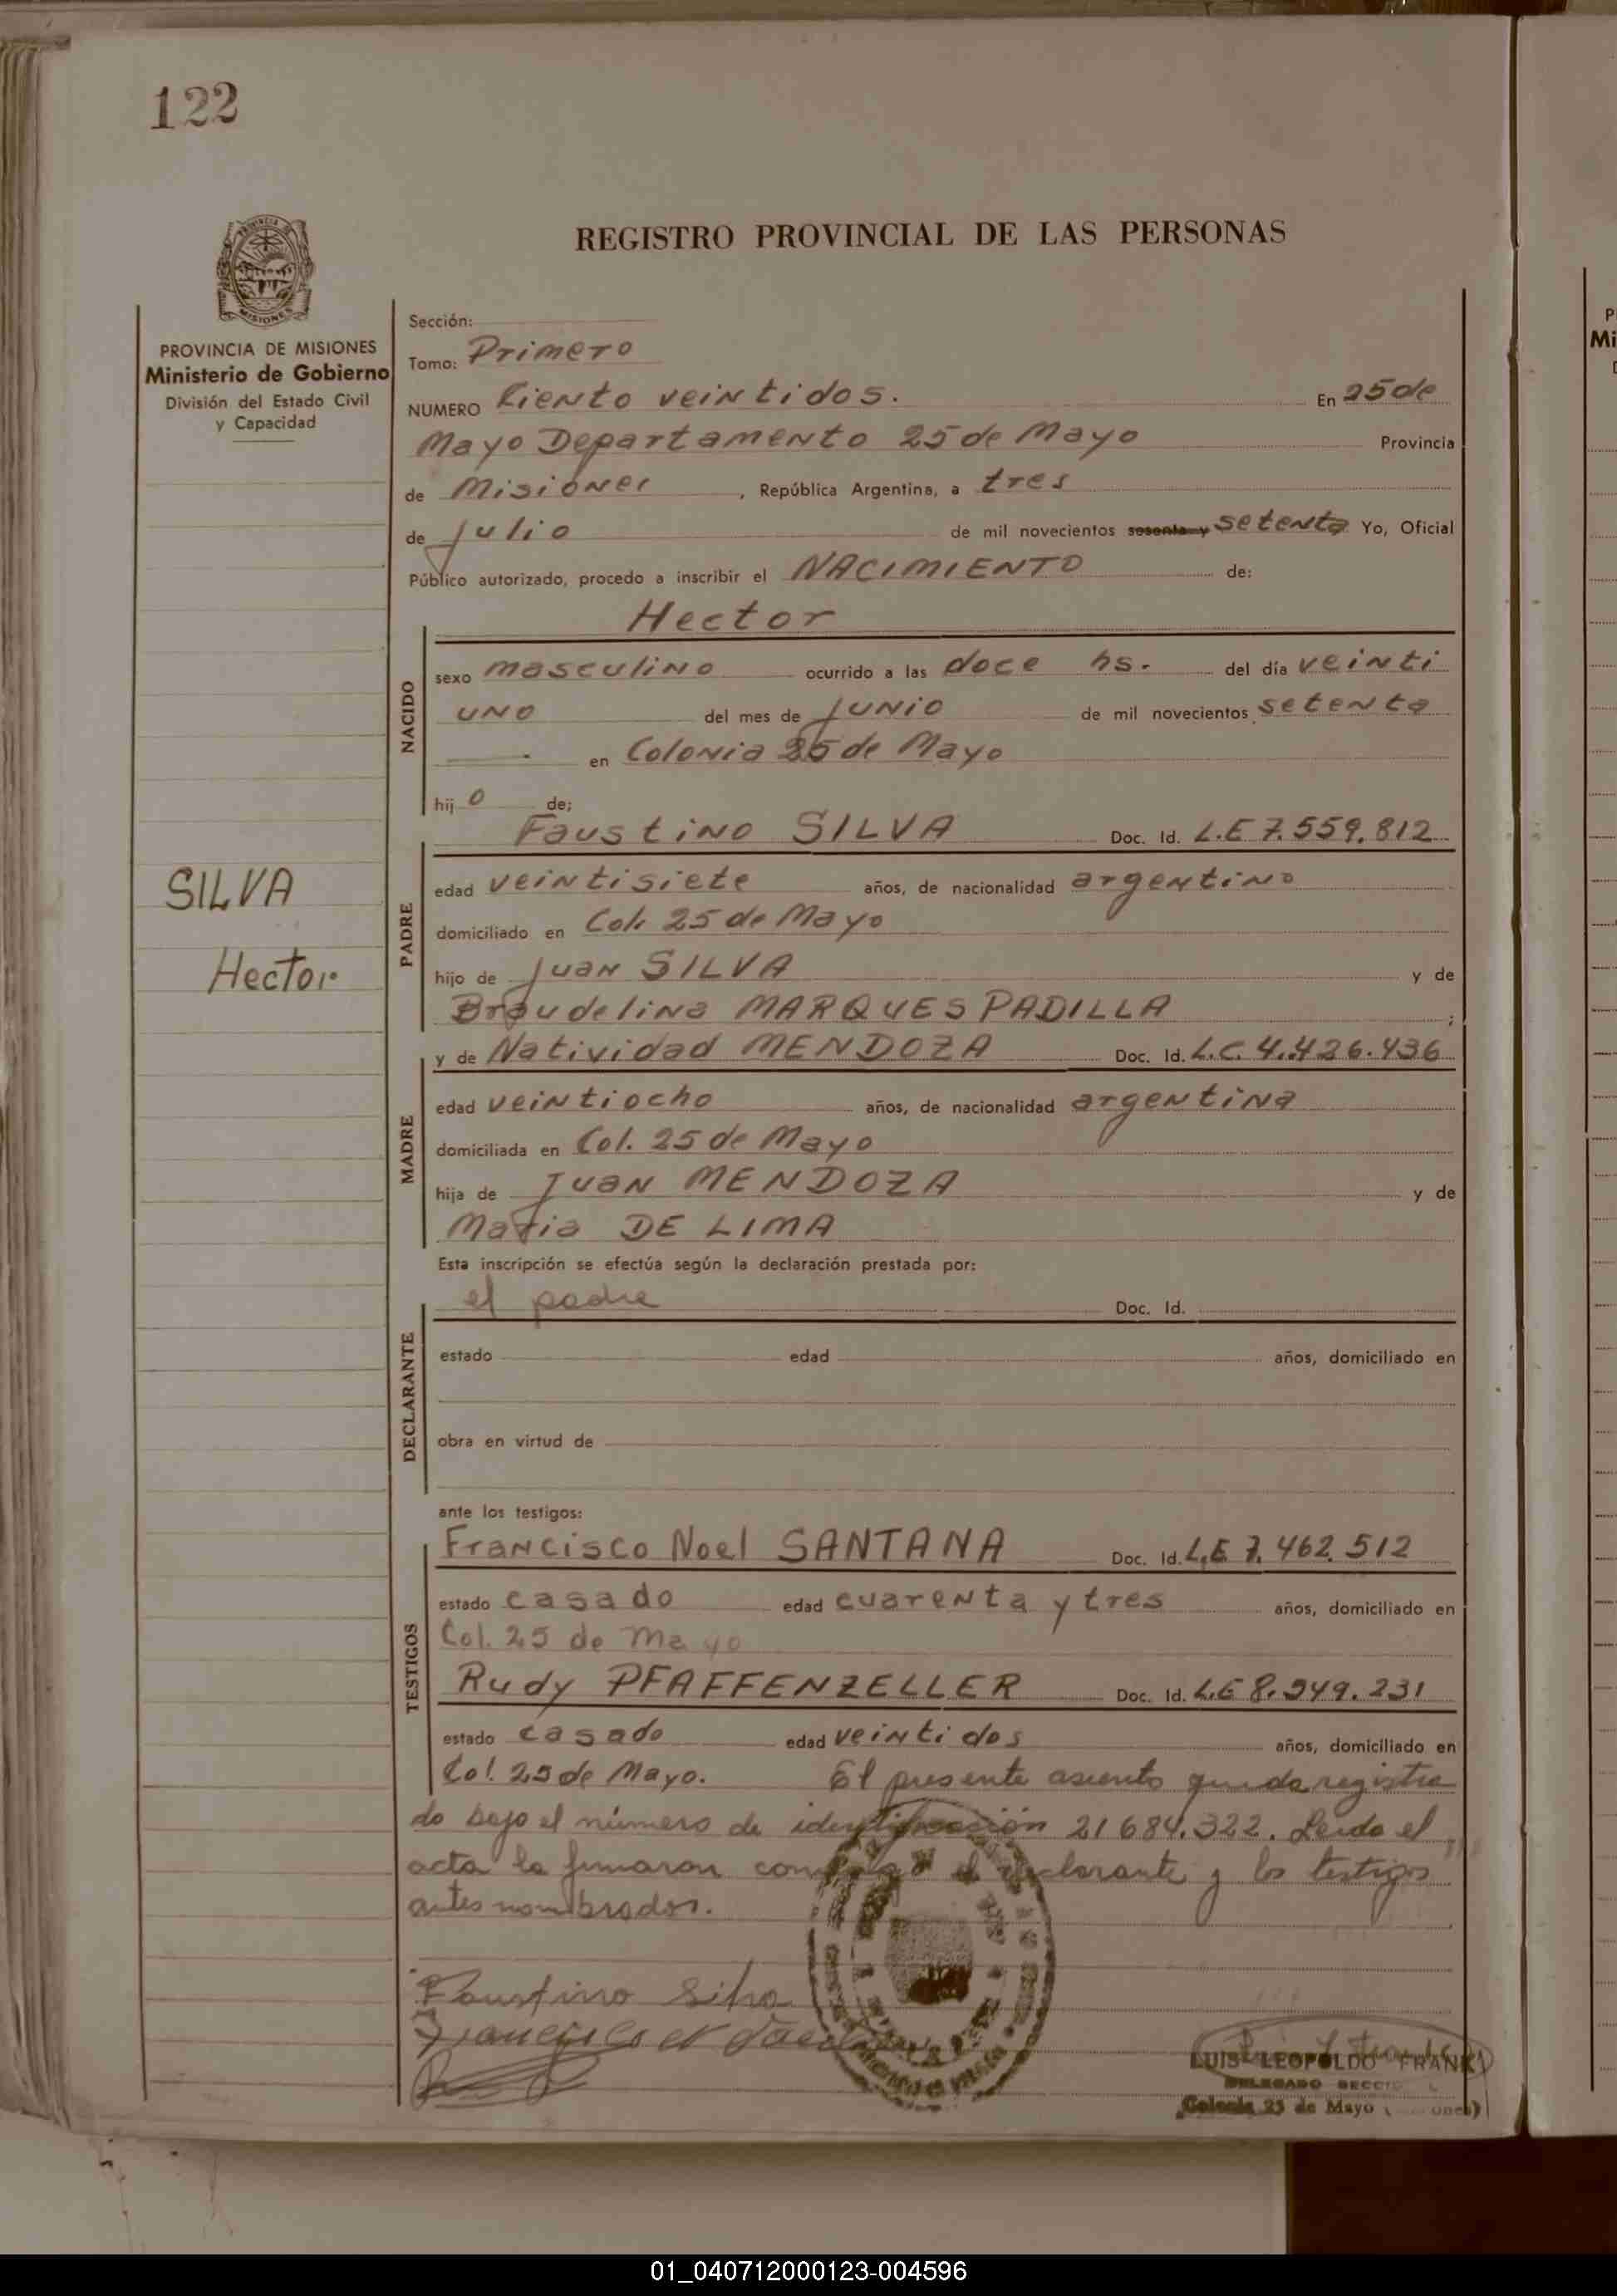 122
REGISTRO PROVINCIAL DE LAS PERSONAS
PROVINCIA DE MISIONES
Ministerio de Gobierno
División del Estado Civil
y Capacidad
Sección:
Tomo: Primero
NUMERO Ciento veintidos. En 25 de
Mayo Departamento 25 de Mayo Provincia
de Misiones, República Argentina, a tres
de Julio de mil novecientos sesenta y setenta Yo, Oficial
Público autorizado, procedo a inscribir el NACIMIENTO de:
Hector
NACIDO
sexo masculino ocurrido a las doce hs. del día veinti
uno del mes de Junio de mil novecientos setenta
en Colonia 25 de Mayo
hijo de;
Faustino SILVA Doc. Id. L.E 7.559.812
PADRE
edad veintisiete años, de nacionalidad argentino
domiciliado en Col. 25 de Mayo
SILVA
Hector
hijo de Juan SILVA y de
Braudelina MARQUES PADILLA ;
y de Natividad MENDOZA Doc. Id. L.C. 4.426.436
MADRE
edad veintiocho años, de nacionalidad argentina
domiciliada en Col. 25 de Mayo
hija de Juan MENDOZA y de
Maria DE LIMA
Esta inscripción se efectúa según la declaración prestada por:
el padre Doc. Id.
DECLARANTE
estado edad años, domiciliado en
obra en virtud de
ante los testigos:
Francisco Noel SANTANA Doc. Id. L.E 7.462.512
TESTIGOS
estado casado edad cuarenta y tres años, domiciliado en
Col. 25 de Mayo
Rudy PFAFFENZELLER Doc. Id. L.E 8.549.231
estado casado edad veintidos años, domiciliado en
Col. 25 de Mayo. El presente asiento queda registra
do bajo el número de identificación 21684.322. Leida el
acta la firmaron conmigo el declarante y los testigos
antes nombrados.
Faustino Silva
LUIS LEOPOLDO FRANK
DELEGADO
Colonia 25 de Mayo
01_040712000123-004596